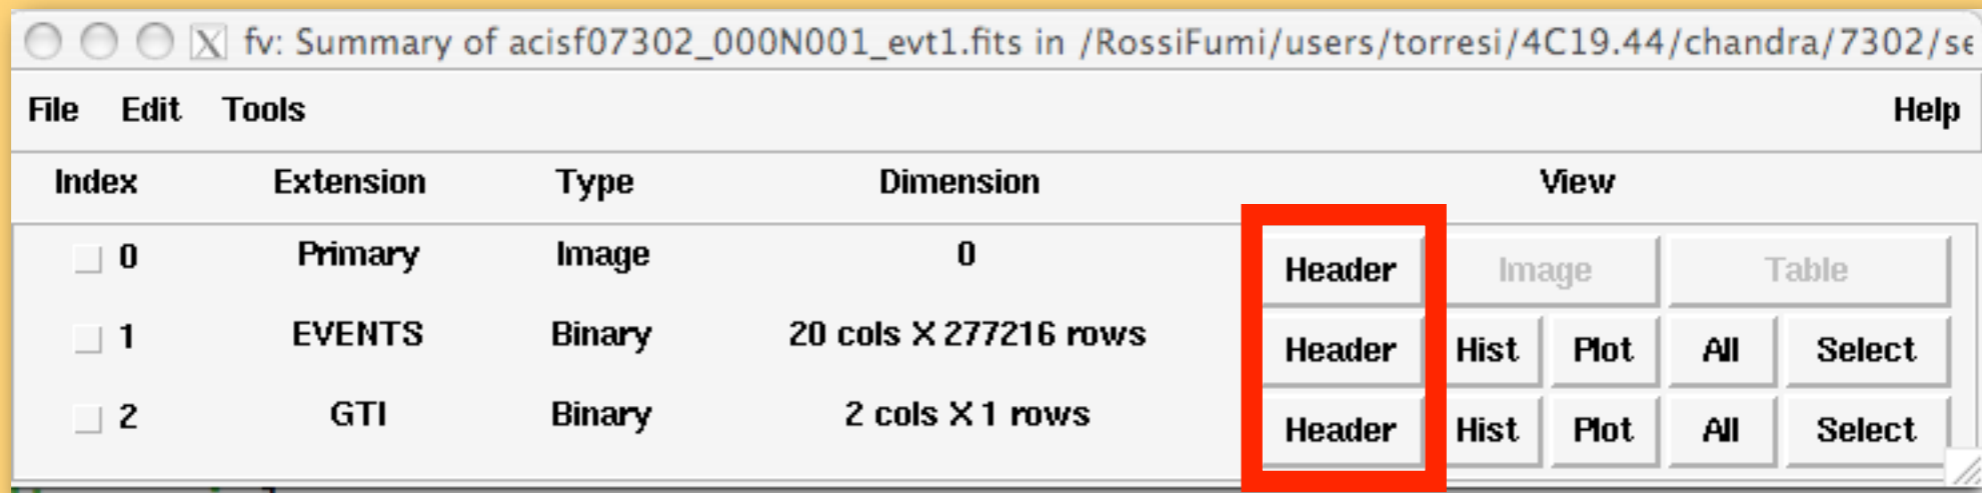 X fv: Summary of acisf07302_000N001_evt1.fits in /RossiFumi/users/torresi/4C19.44/chandra/7302/se
File Edit Tools Help
Index Extension Type Dimension View
0 Primary Image 0 Header Image Table
1 EVENTS Binary 20 cols X 277216 rows Header Hist Plot All Select
2 GTI Binary 2 cols X 1 rows Header Hist Plot All Select